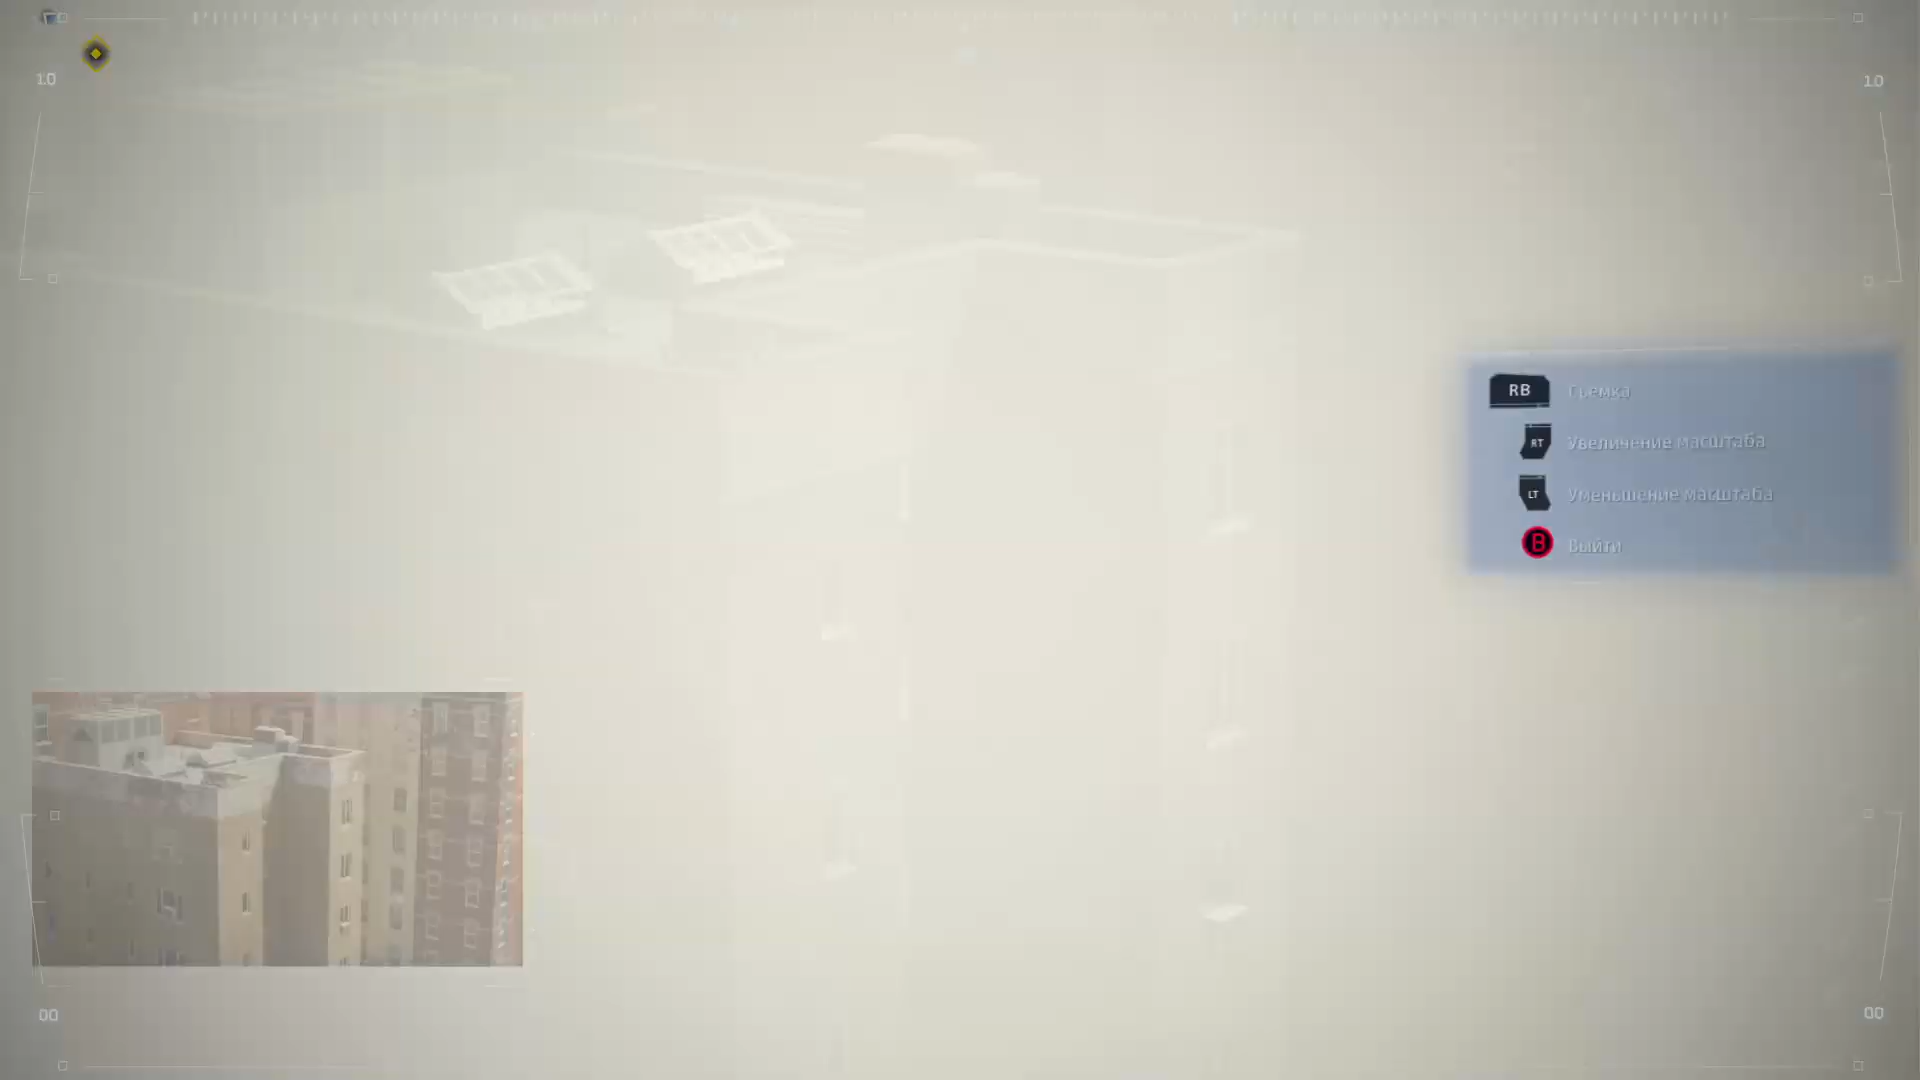 1.0
1.0
RB Съемка
RT Увеличение масштаба
LT Уменьшение масштаба
B Выйти
00
00